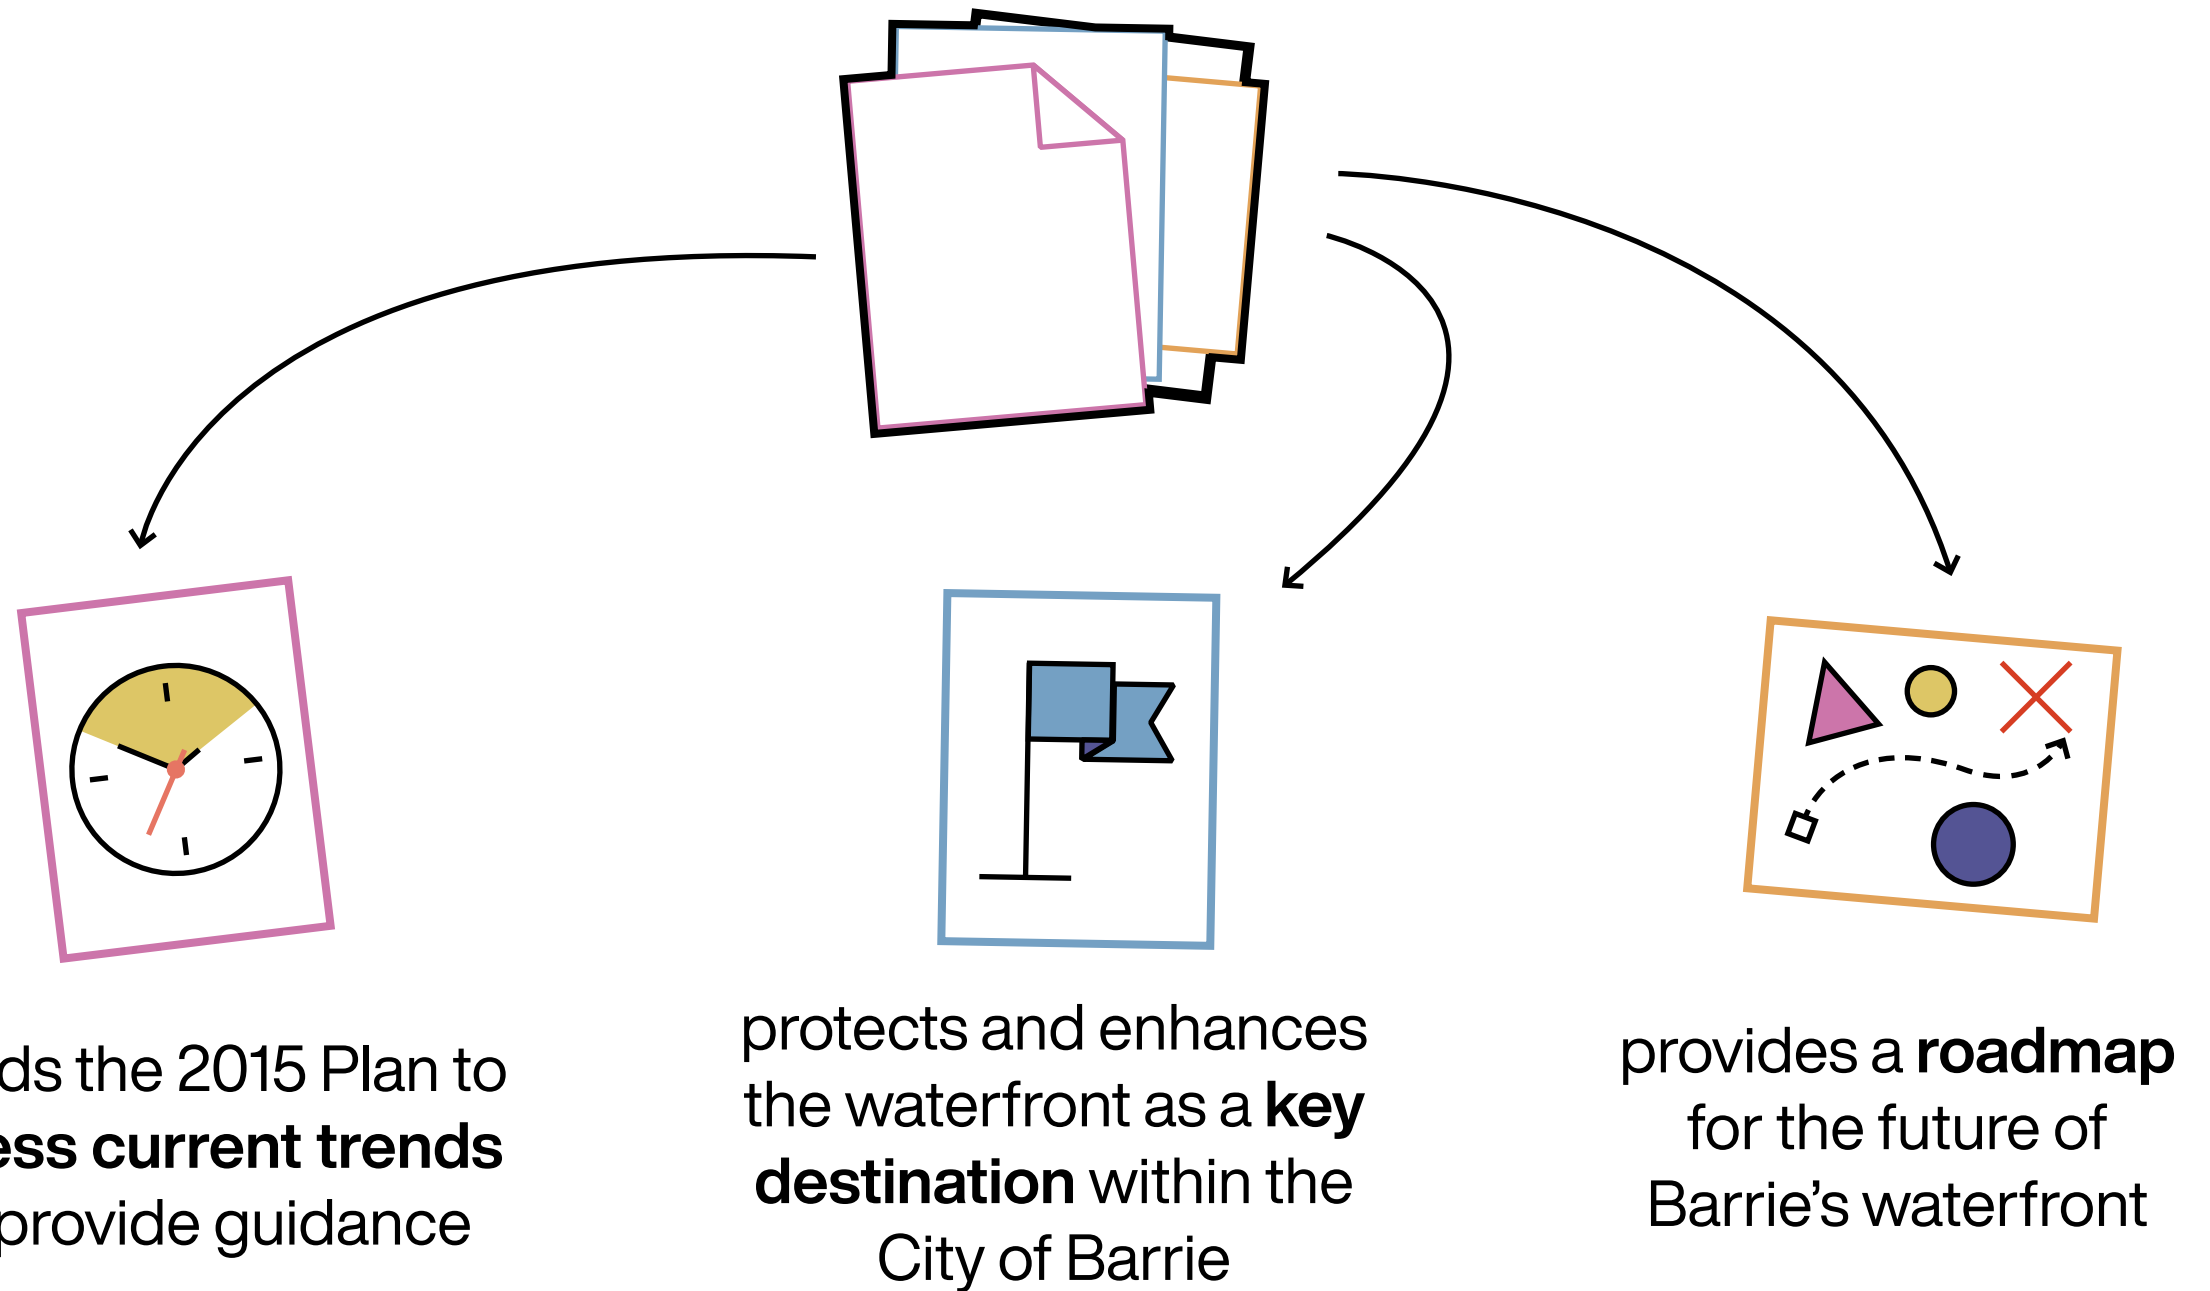 ds the 2015 Plan to
ess current trends
provide guidance
protects and enhances
the waterfront as a key
destination within the
City of Barrie
provides a roadmap
for the future of
Barrie’s waterfront